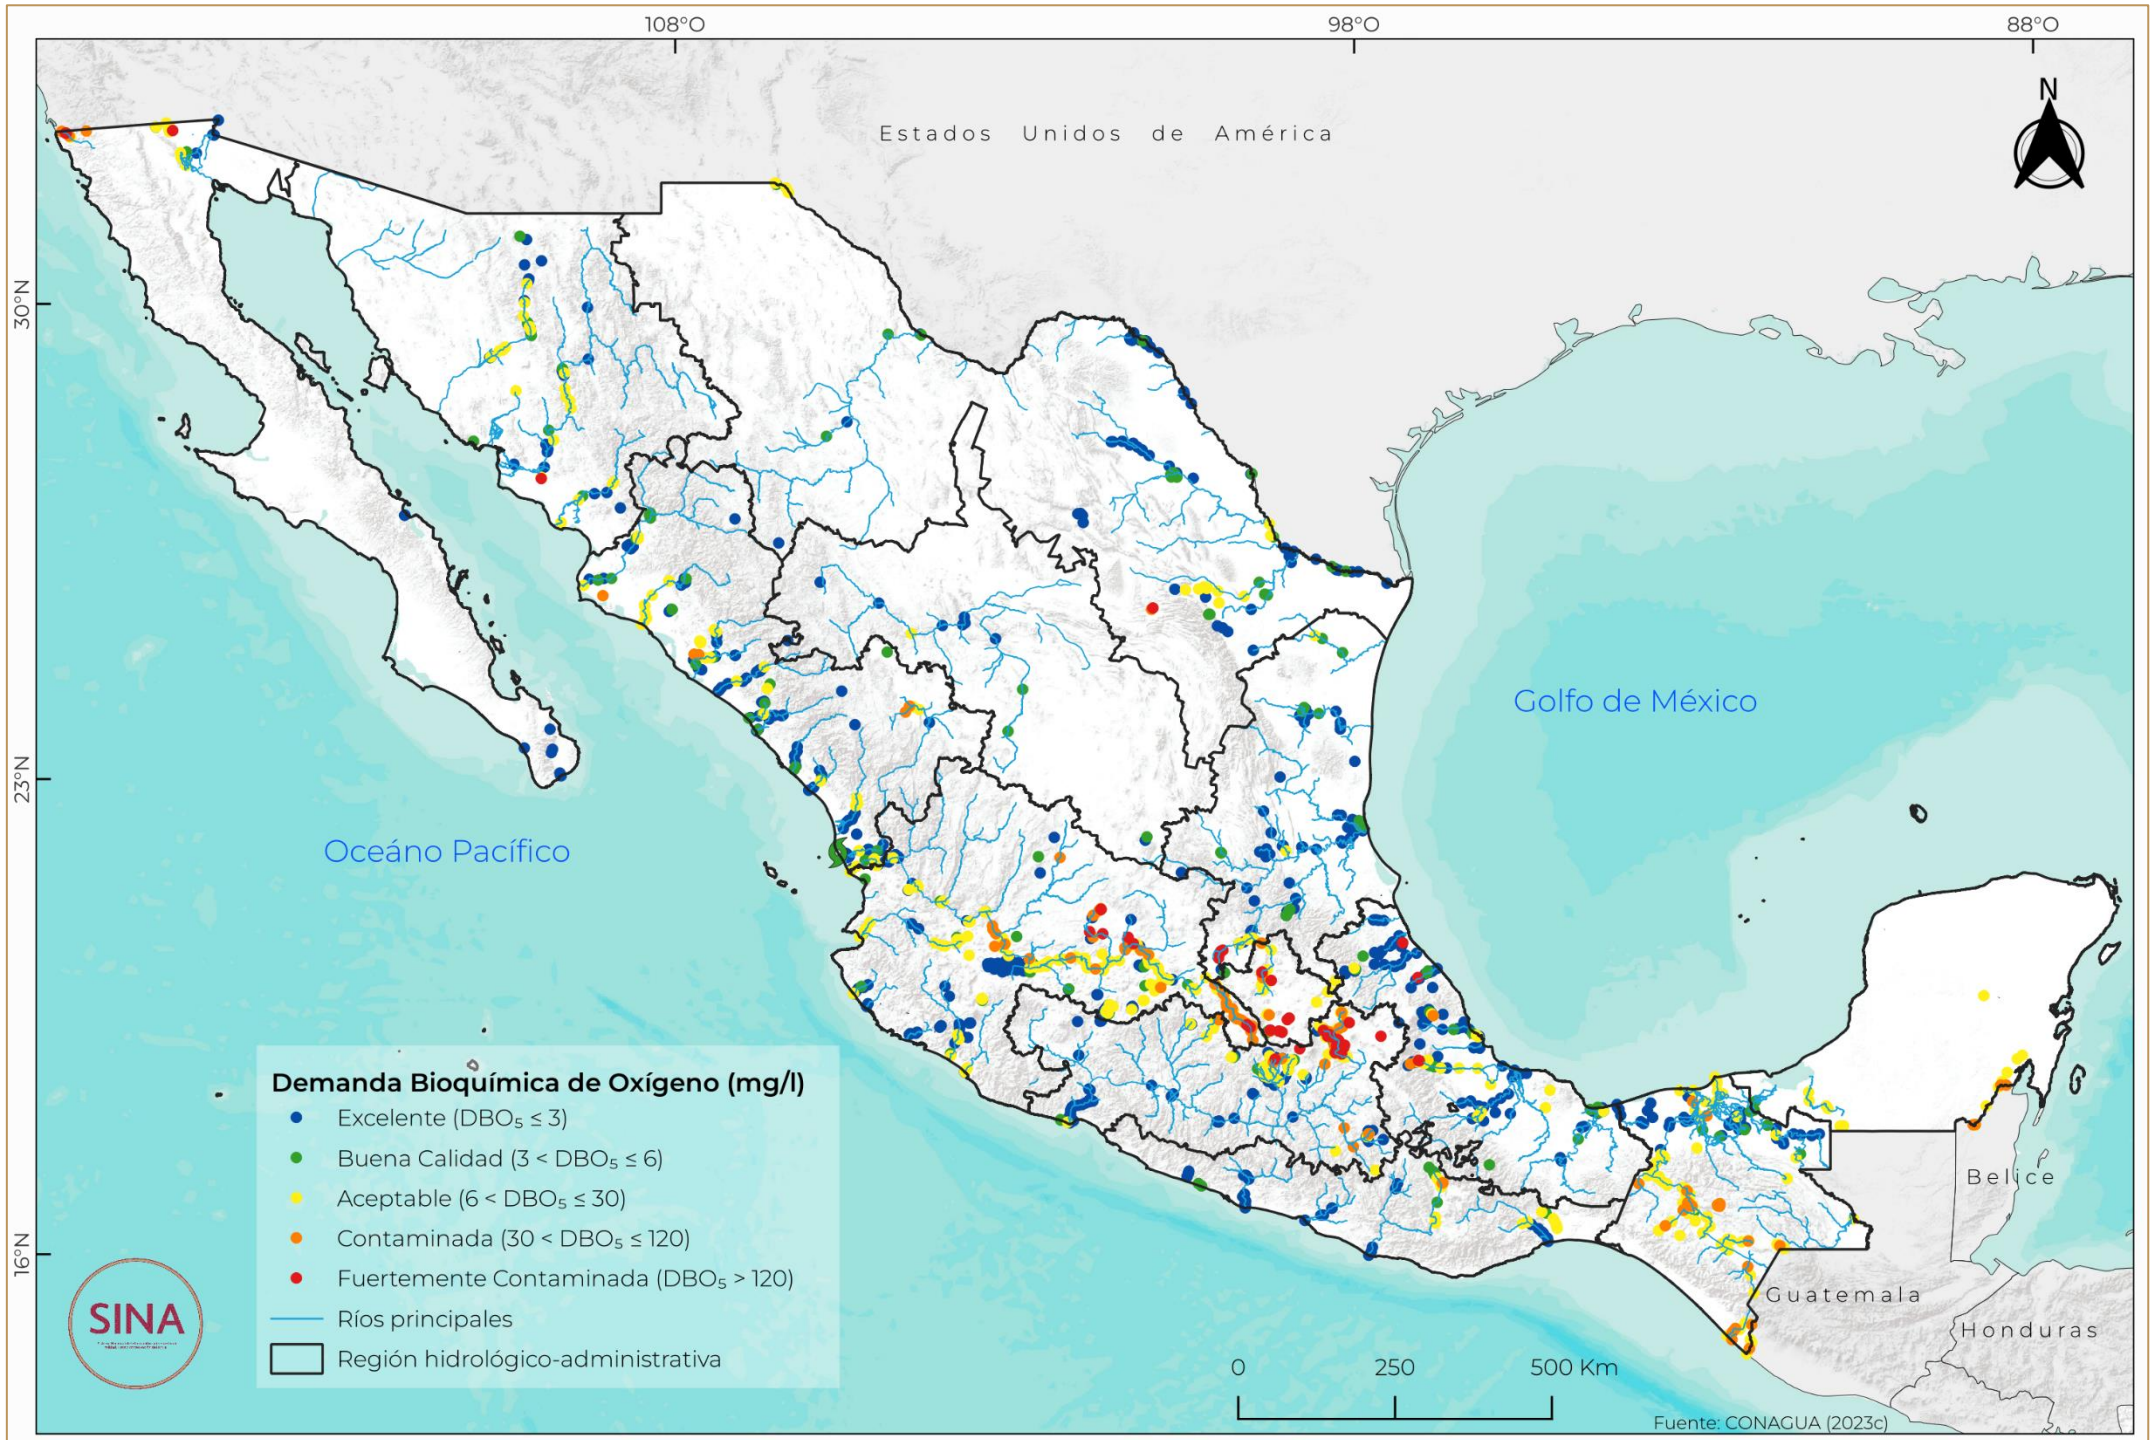 108°O
98°O
88°O
N
Estados Unidos de América
30°N
Golfo de México
23°N
Oceáno Pacífico
Demanda Bioquímica de Oxígeno (mg/l)
Excelente (DBO₅ ≤ 3)
Buena Calidad (3 < DBO₅ ≤ 6)
Aceptable (6 < DBO₅ ≤ 30)
Contaminada (30 < DBO₅ ≤ 120)
Fuertemente Contaminada (DBO₅ > 120)
Ríos principales
Región hidrológico-administrativa
Belice
16°N
Guatemala
Honduras
SINA
0 250 500 Km
Fuente: CONAGUA (2023c)